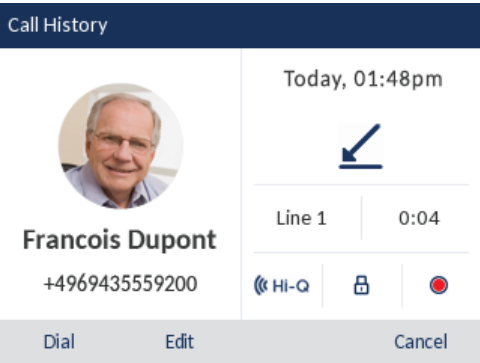 Call History
Today, 01:48pm
Line 1 0:04
Francois Dupont
+4969435559200
Hi-Q
Dial Edit Cancel